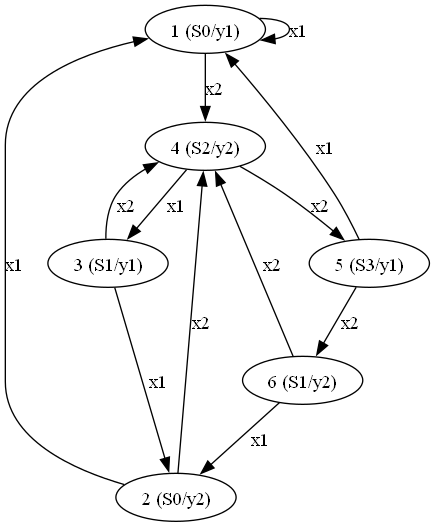 1 (S0/y1)
x1
x2
4 (S2/y2)
x1
x2
x1
x2
x2
3 (S1/y1)
x1
x2
5 (S3/y1)
x2
x2
6 (S1/y2)
x1
x1
2 (S0/y2)